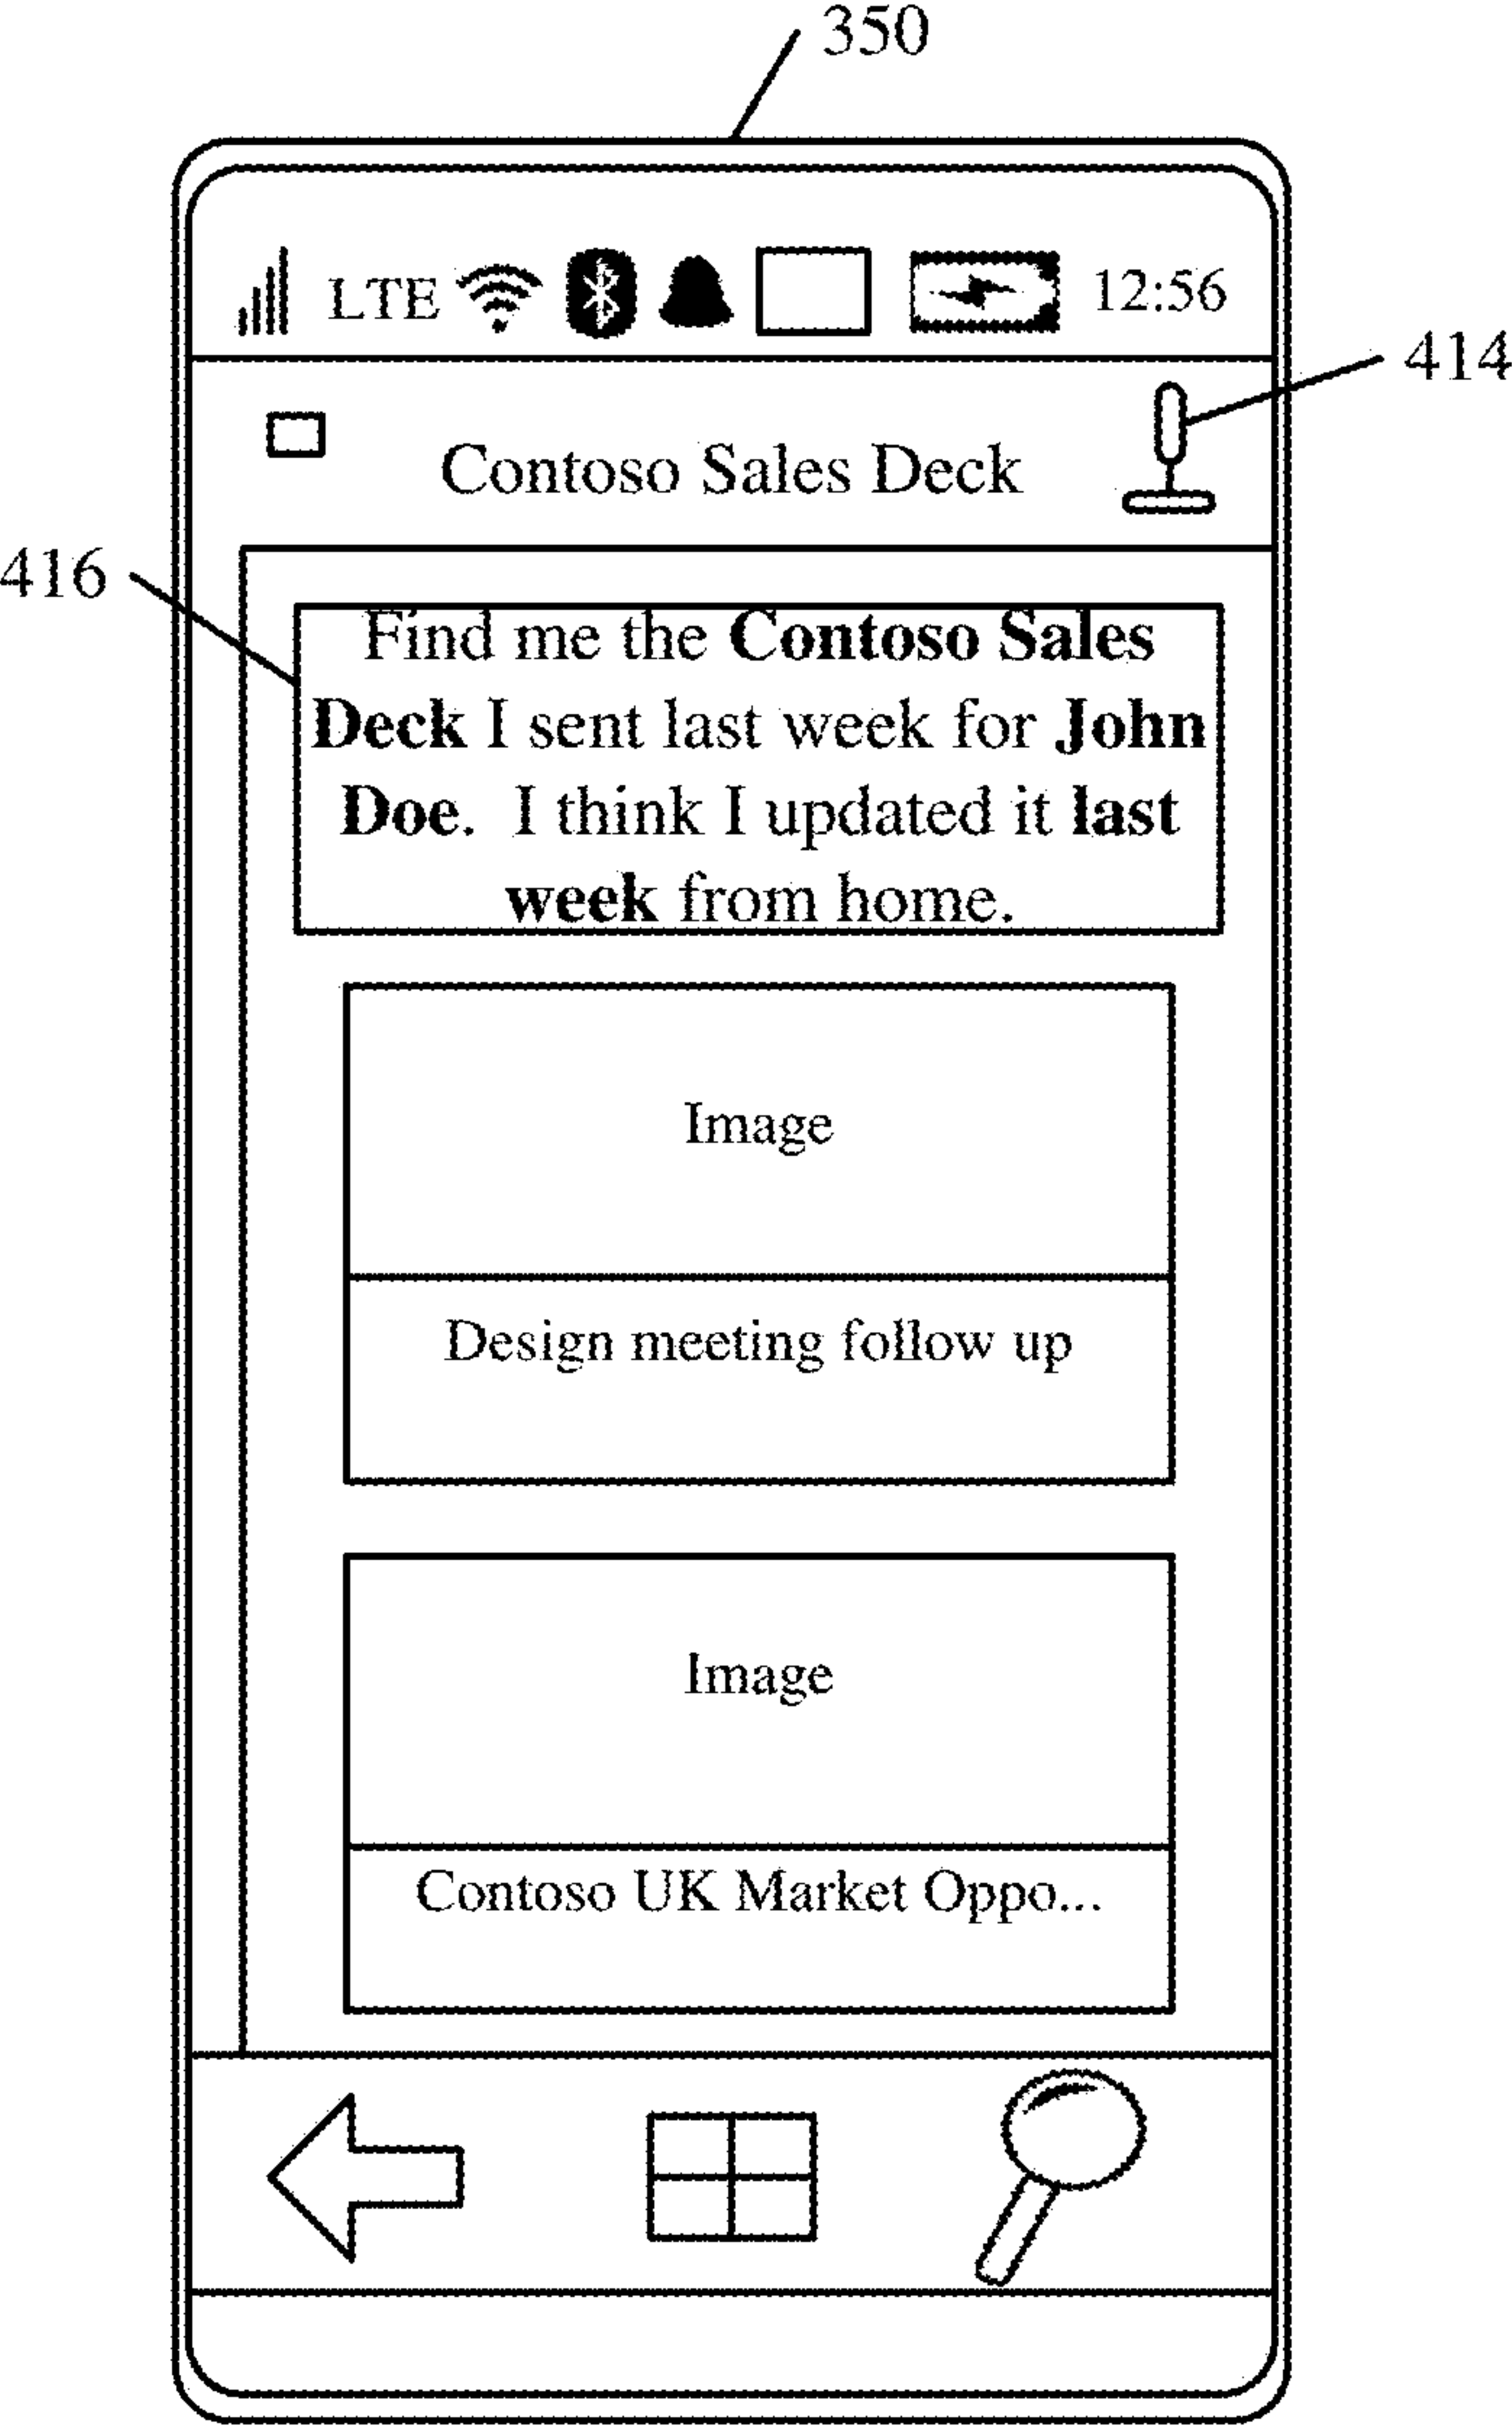 350
LTE 12:56
414
Contoso Sales Deck
416
Find me the Contoso Sales
Deck I sent last week for John
Doe.  I think I updated it last
week from home.
Image
Design meeting follow up
Image
Contoso UK Market Oppo...